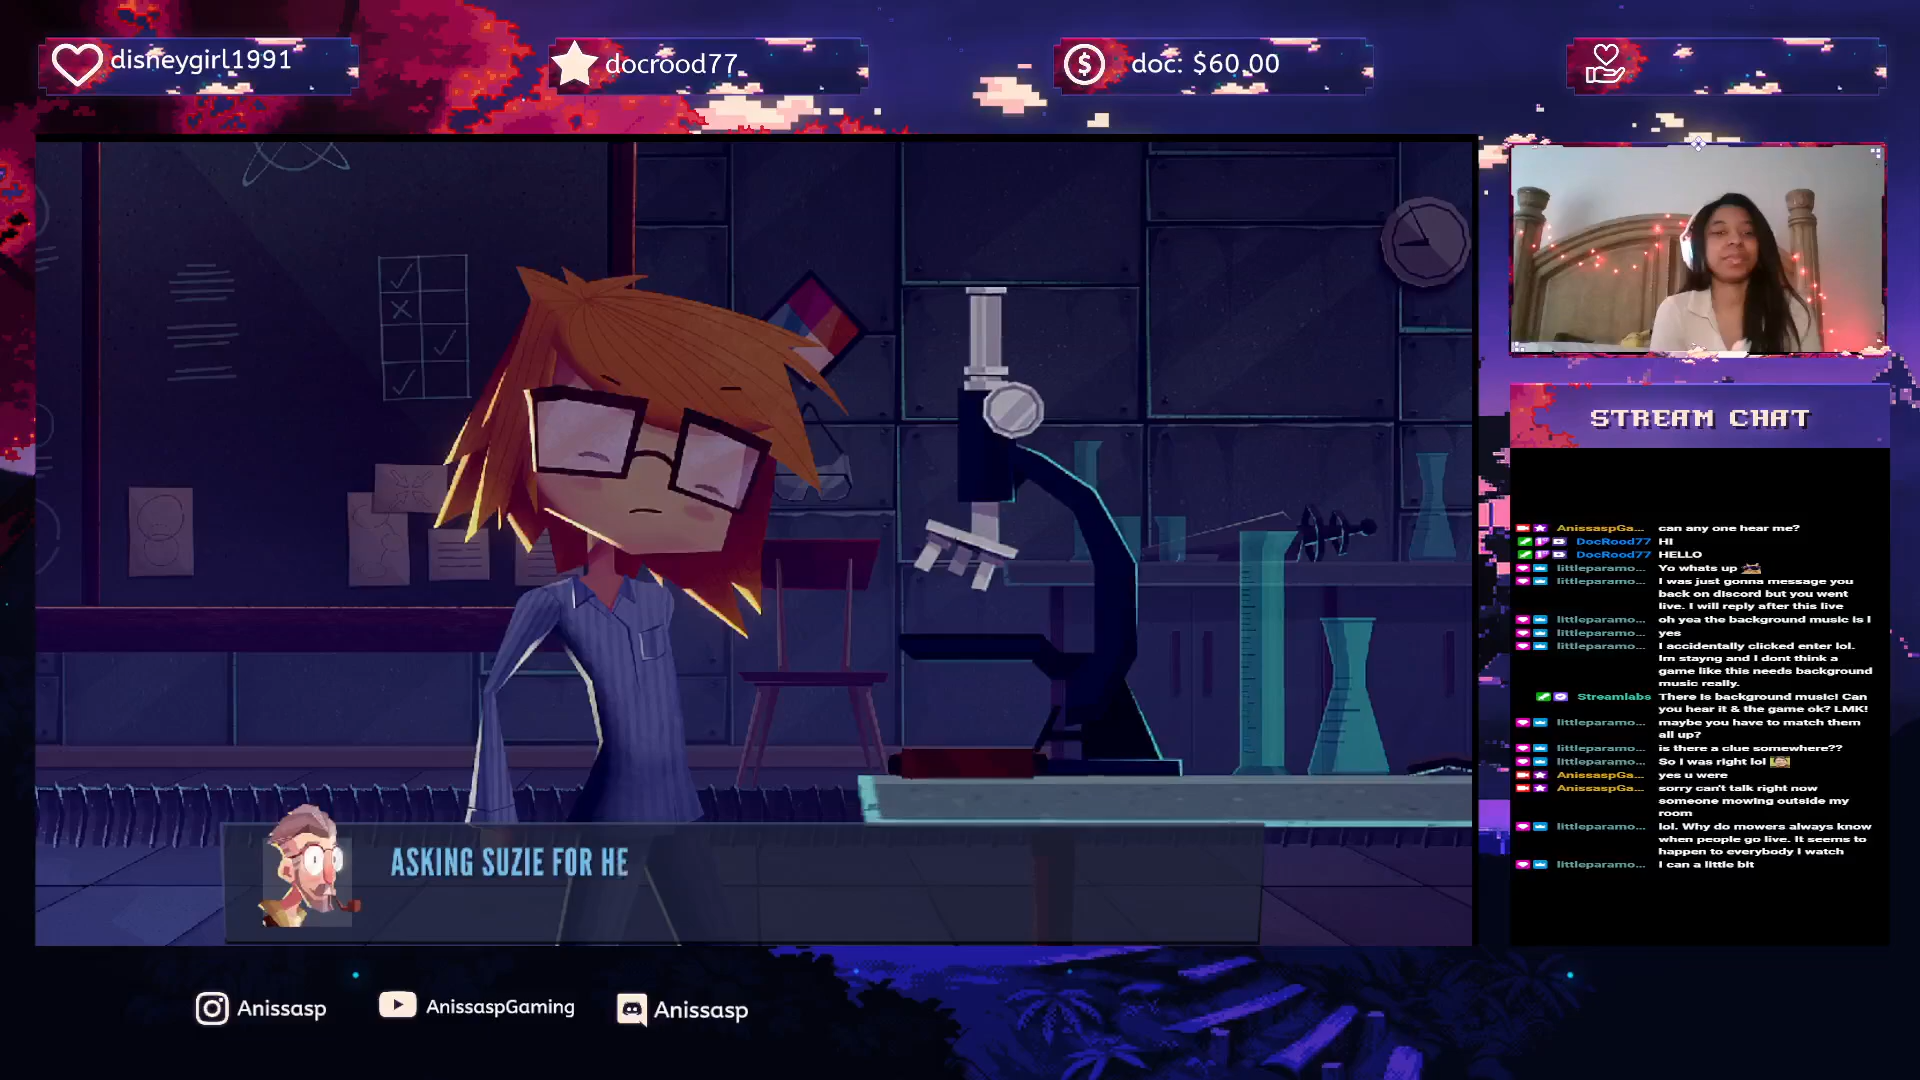 disneygirl1991
docrood77
doc: $60.00
STREAM CHAT
AnissaspGa... can any one hear me?
DocRood77 HI
DocRood77 HELLO
littleparamo... Yo whats up
littleparamo... I was just gonna message you
back on discord but you went
live. I will reply after this live
littleparamo... oh yea the background music is l
littleparamo... yes
littleparamo... I accidentally clicked enter lol.
Im stayng and I dont think a
game like this needs background
music really.
Streamlabs There is background music! Can
you hear it & the game ok? LMK!
littleparamo... maybe you have to match them
all up?
littleparamo... is there a clue somewhere??
littleparamo... So I was right lol
AnissaspGa... yes u were
AnissaspGa... sorry can't talk right now
someone mowing outside my
room
littleparamo... lol. Why do mowers always know
when people go live. It seems to
happen to everybody I watch
littleparamo... I can a little bit
ASKING SUZIE FOR HE
Anissasp
AnissaspGaming
Anissasp